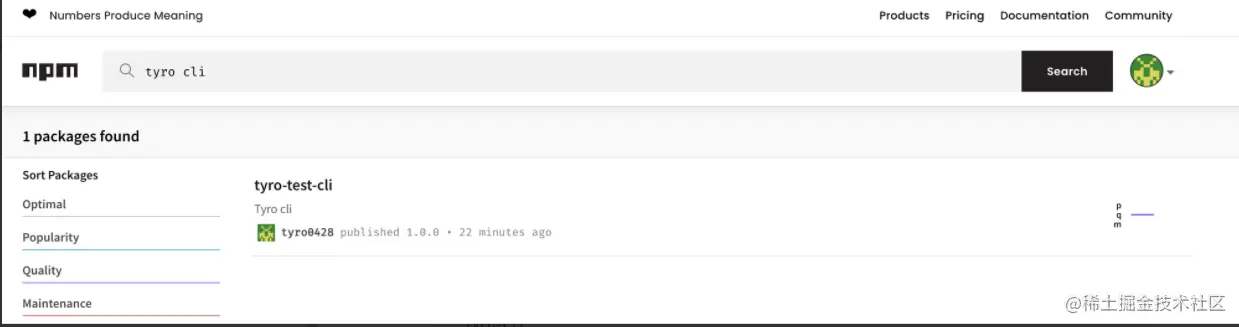 ❤ Numbers Produce Meaning Products Pricing Documentation Community
npm tyro cli Search
1 packages found
Sort Packages
Optimal
Popularity
Quality
Maintenance
tyro-test-cli
Tyro cli
tyro0428 published 1.0.0 • 22 minutes ago
p
q
m
@稀土掘金技术社区